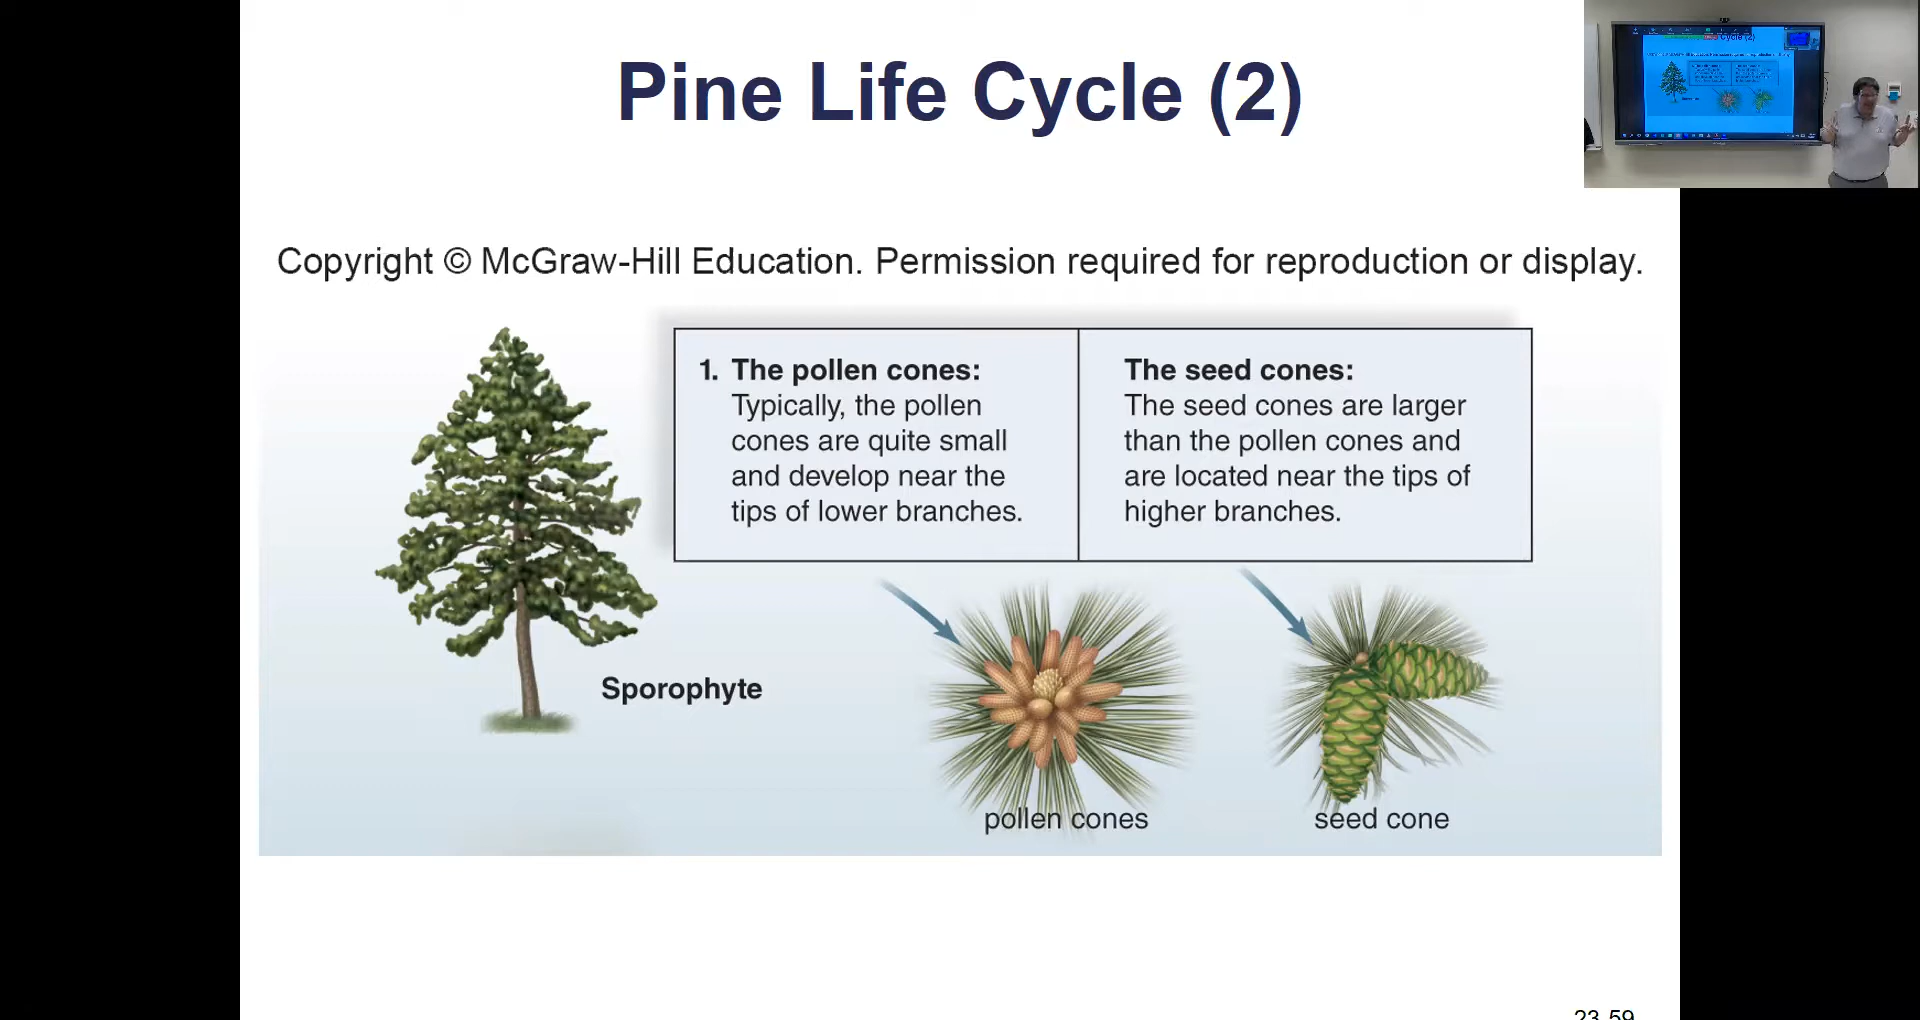 Pine Life Cycle (2)
Copyright © McGraw-Hill Education. Permission required for reproduction or display.
1. The pollen cones:
Typically, the pollen
cones are quite small
and develop near the
tips of lower branches.
The seed cones:
The seed cones are larger
than the pollen cones and
are located near the tips of
higher branches.
Sporophyte
pollen cones
seed cone
23-59